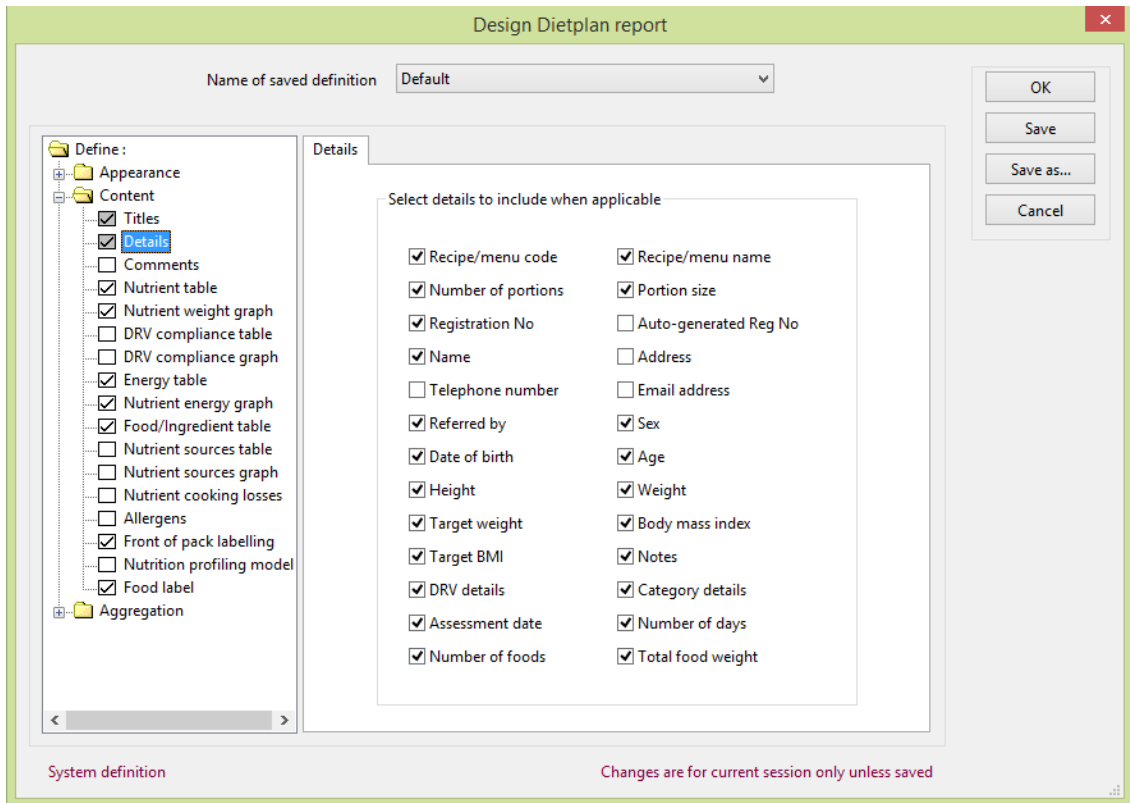 Design Dietplan report
Name of saved definition Default
OK
Save
Save as...
Cancel
Define :
Appearance
Content
Titles
Details
Comments
Nutrient table
Nutrient weight graph
DRV compliance table
DRV compliance graph
Energy table
Nutrient energy graph
Food/Ingredient table
Nutrient sources table
Nutrient sources graph
Nutrient cooking losses
Allergens
Front of pack labelling
Nutrition profiling model
Food label
Aggregation
Details
Select details to include when applicable
Recipe/menu code Recipe/menu name
Number of portions Portion size
Registration No Auto-generated Reg No
Name Address
Telephone number Email address
Referred by Sex
Date of birth Age
Height Weight
Target weight Body mass index
Target BMI Notes
DRV details Category details
Assessment date Number of days
Number of foods Total food weight
System definition Changes are for current session only unless saved